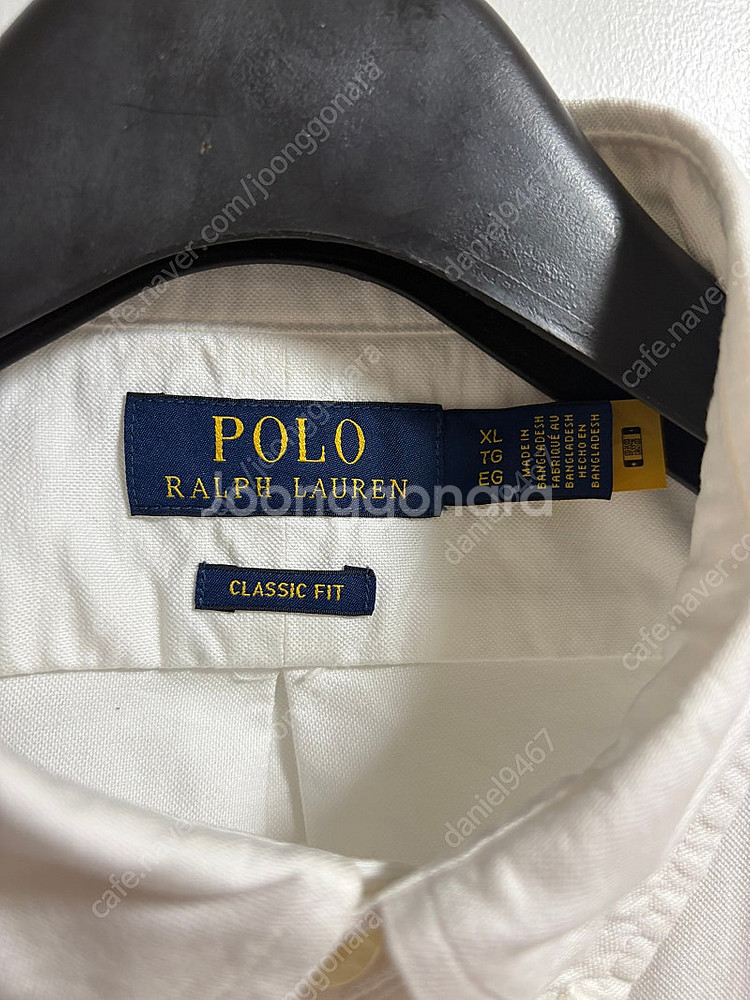 POLO
RALPH LAUREN
XL
TG
EG
MADE IN
BANGLADESH
FABRIQUÉ AU
BANGLADESH
HECHO EN
BANGLADESH
CLASSIC FIT
Joonggonara
cafe.naver.com/joonggonara
daniel9467
cafe.naver
daniel9467
cafe.naver.com
daniel9467
cafe.naver.com/joonggonara